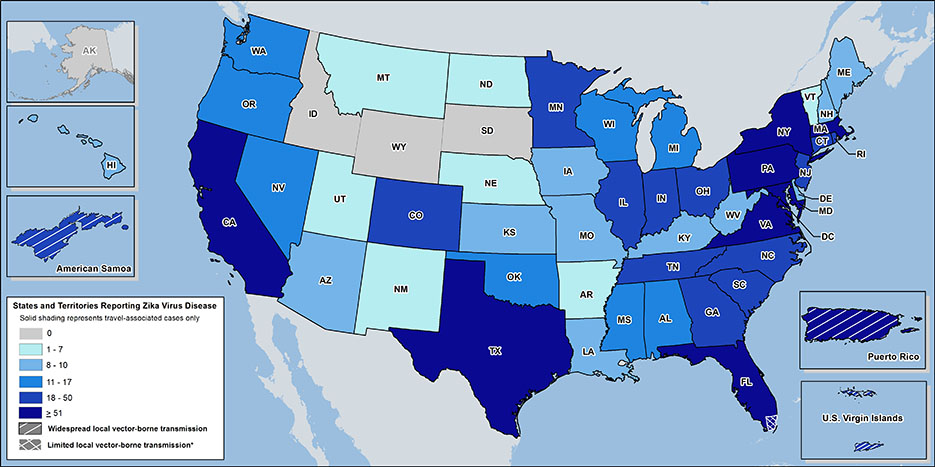 AK
WA
MT
ND
MN
ME
VT
NH
OR
ID
SD
WI
MI
NY
MA
CT
RI
HI
WY
IA
PA
NJ
NE
NV
UT
CO
IL
IN
OH
DE
MD
DC
WV
VA
CA
KS
MO
KY
NC
TN
AZ
NM
OK
AR
SC
MS
AL
GA
LA
TX
FL
American Samoa
States and Territories Reporting Zika Virus Disease
Solid shading represents travel-associated cases only
0
1 - 7
8 - 10
11 - 17
18 - 50
≥ 51
Widespread local vector-borne transmission
Limited local vector-borne transmission*
Puerto Rico
U.S. Virgin Islands